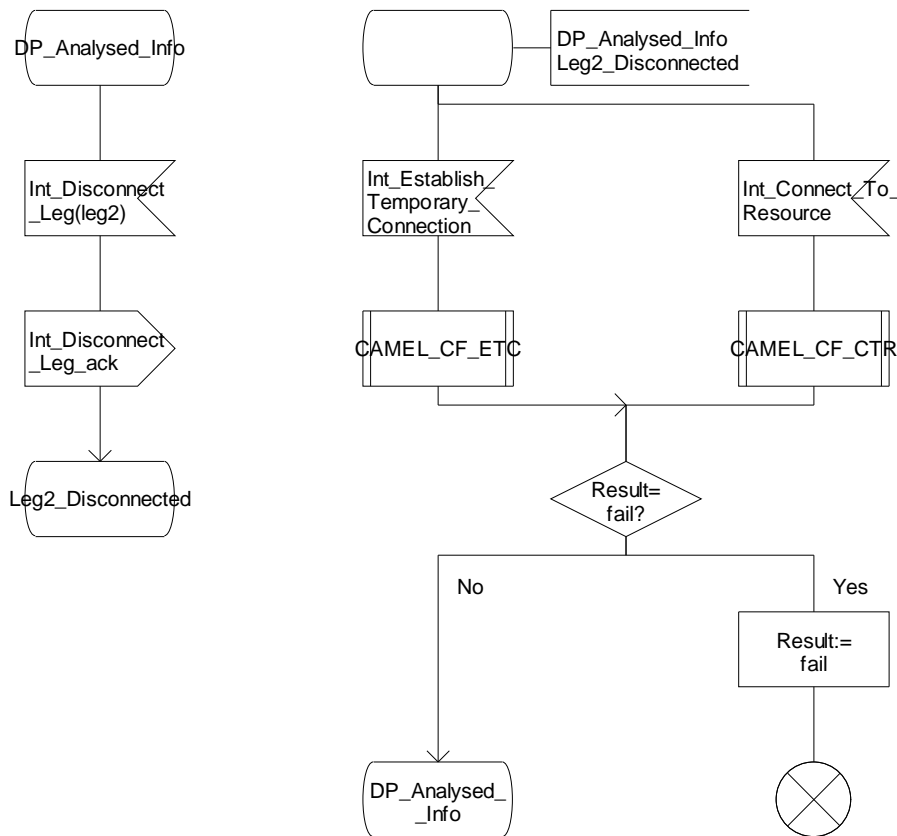 DP_Analysed_Info
DP_Analysed_Info
Leg2_Disconnected
Int_Disconnect
_Leg(leg2)
Int_Establish_
Temporary_
Connection
Int_Connect_To_
Resource
Int_Disconnect
_Leg_ack
CAMEL_CF_ETC
CAMEL_CF_CTR
Leg2_Disconnected
Result=
fail?
No
Yes
Result:=
fail
DP_Analysed_
_Info